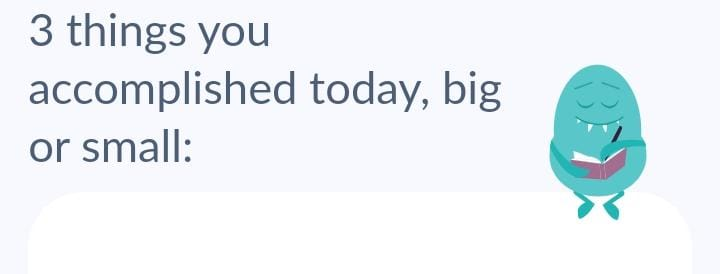 3 things you
accomplished today, big
or small: